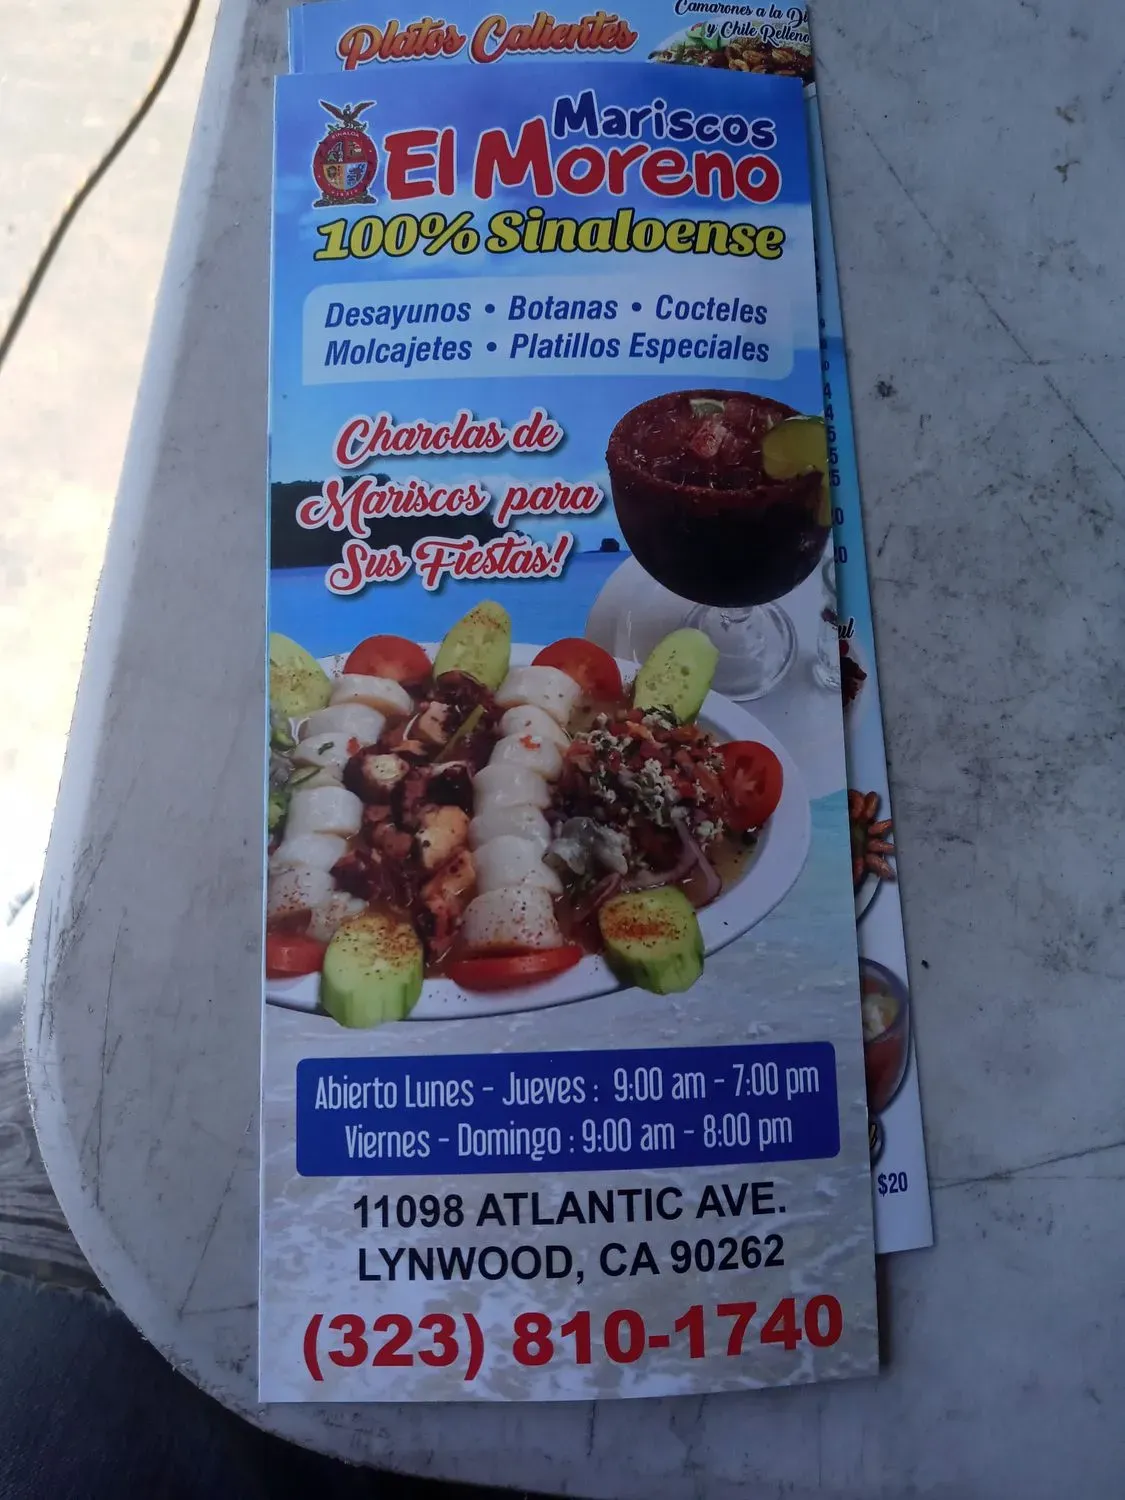 Platos Calientes
Camarones a la
y Chile Relleno
SINALOA
Mariscos
El Moreno
100% Sinaloense
Desayunos • Botanas • Cocteles
Molcajetes • Platillos Especiales
Charolas de
Mariscos para
Sus Fiestas!
Abierto Lunes - Jueves : 9:00 am - 7:00 pm
Viernes - Domingo : 9:00 am - 8:00 pm
$20
11098 ATLANTIC AVE.
LYNWOOD, CA 90262
(323) 810-1740